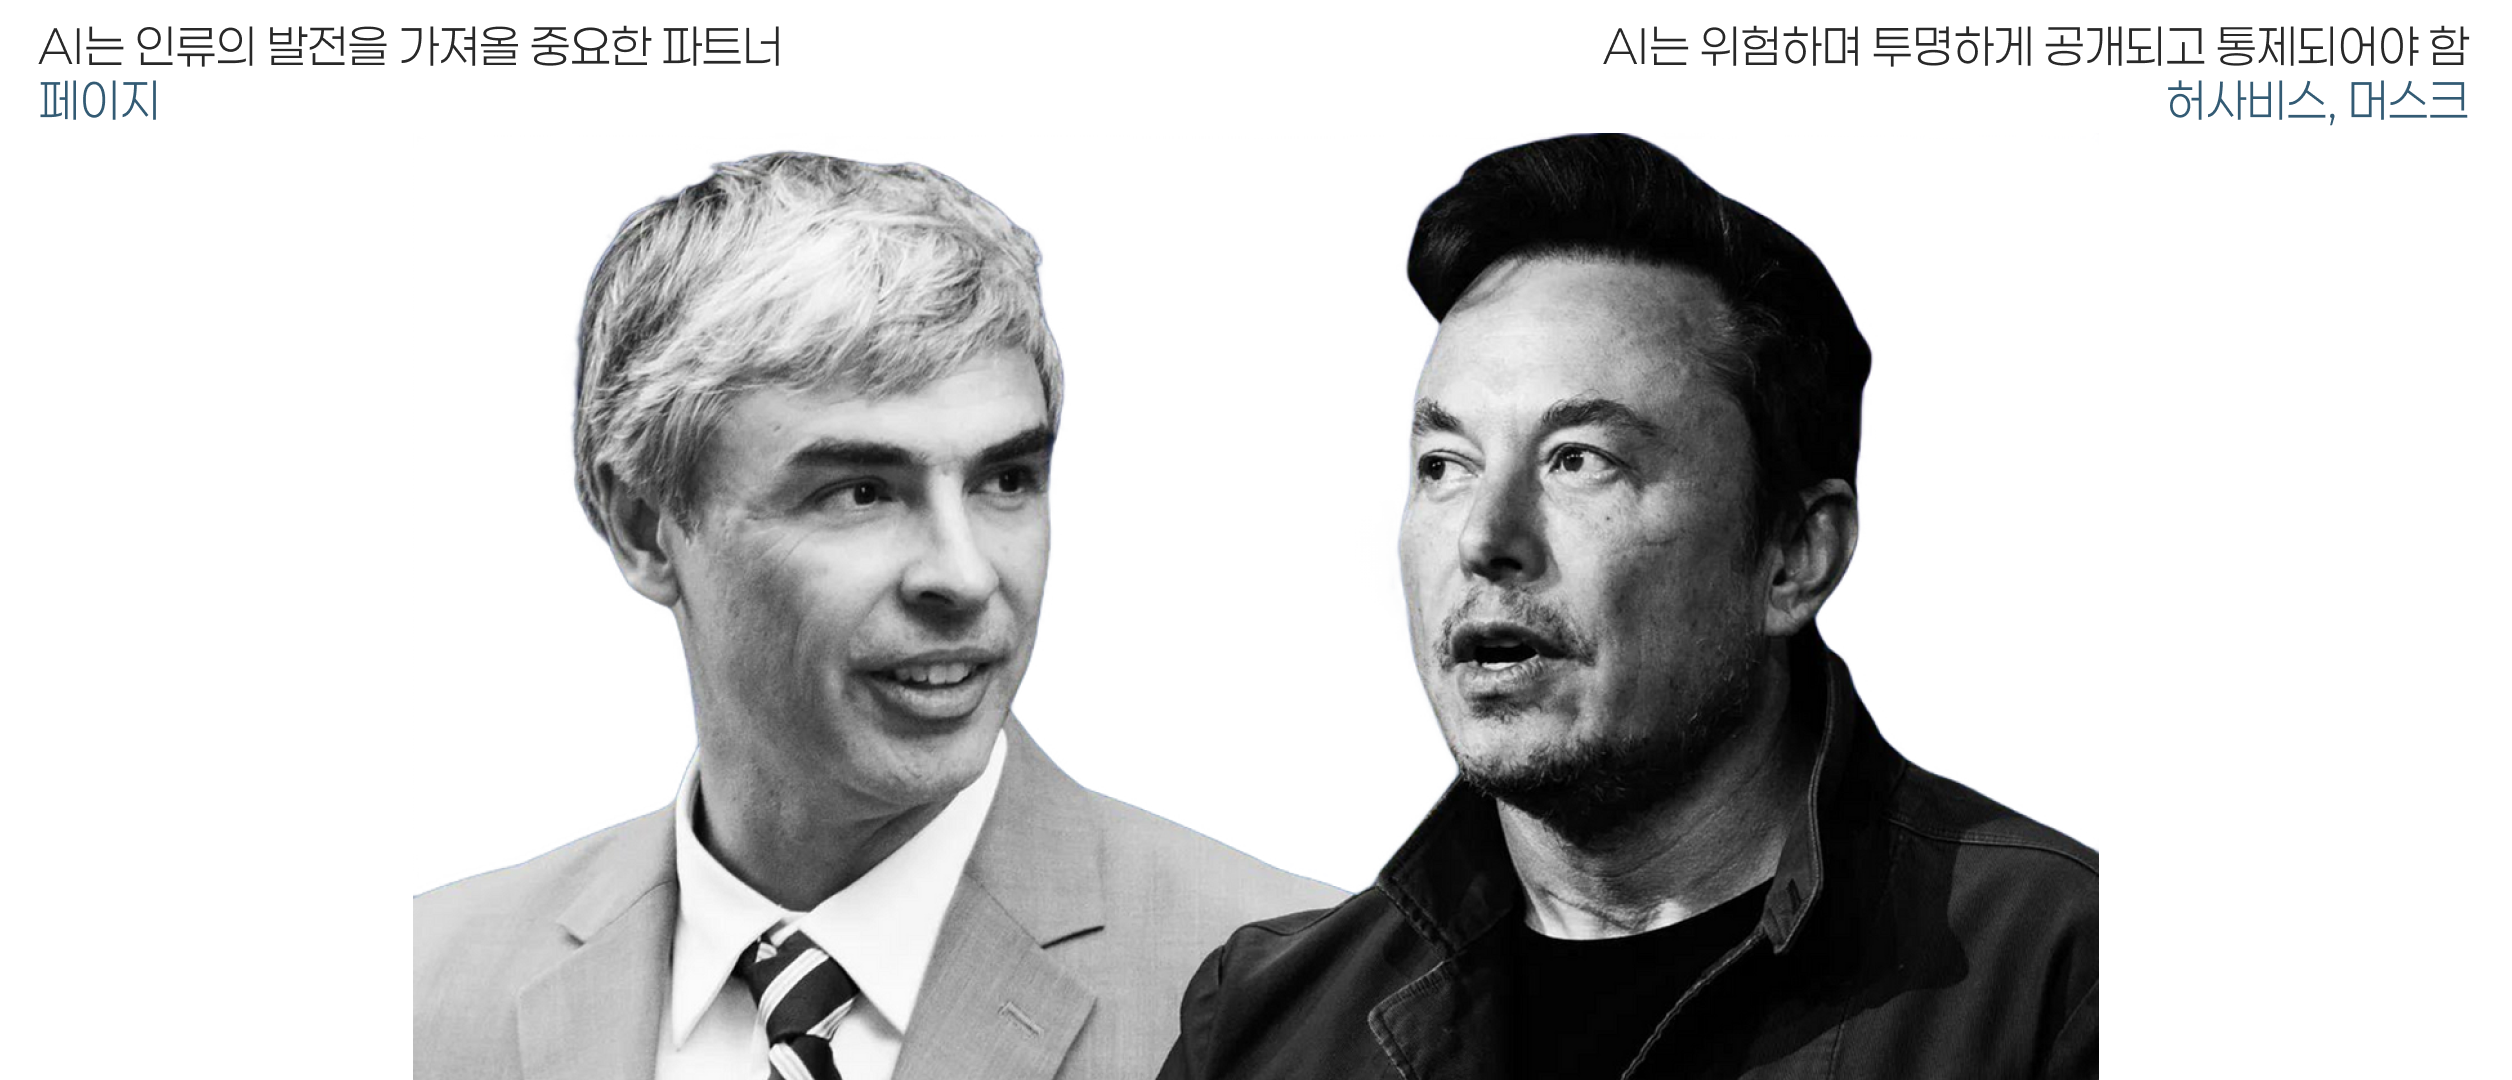 AI는 인류의 발전을 가져올 중요한 파트너
페이지
AI는 위험하며 투명하게 공개되고 통제되어야 함
허사비스, 머스크